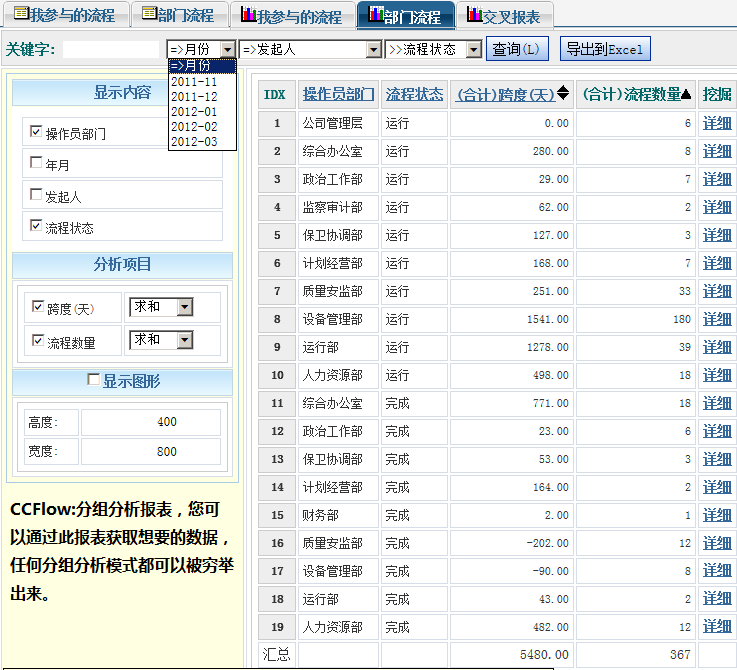 我参与的流程 部门流程 我参与的流程 部门流程 交叉报表
关键字: =>月份 =>发起人 >>流程状态 查询(L) 导出到Excel
=>月份
2011-11
2011-12
2012-01
2012-02
2012-03
显示内容
操作员部门
年月
发起人
流程状态
分析项目
跨度(天) 求和
流程数量 求和
显示图形
高度: 400
宽度: 800
CCFlow:分组分析报表，您可
以通过此报表获取想要的数据，
任何分组分析模式都可以被穷举
出来。
IDX 操作员部门 流程状态 (合计)跨度(天) (合计)流程数量 挖掘
1 公司管理层 运行 0.00 6 详细
2 综合办公室 运行 280.00 8 详细
3 政治工作部 运行 29.00 7 详细
4 监察审计部 运行 62.00 2 详细
5 保卫协调部 运行 127.00 3 详细
6 计划经营部 运行 168.00 7 详细
7 质量安监部 运行 251.00 33 详细
8 设备管理部 运行 1541.00 180 详细
9 运行部 运行 1278.00 39 详细
10 人力资源部 运行 498.00 18 详细
11 综合办公室 完成 771.00 18 详细
12 政治工作部 完成 23.00 6 详细
13 保卫协调部 完成 53.00 3 详细
14 计划经营部 完成 164.00 2 详细
15 财务部 完成 2.00 1 详细
16 质量安监部 完成 -202.00 12 详细
17 设备管理部 完成 -90.00 8 详细
18 运行部 完成 43.00 2 详细
19 人力资源部 完成 482.00 12 详细
汇总 5480.00 367